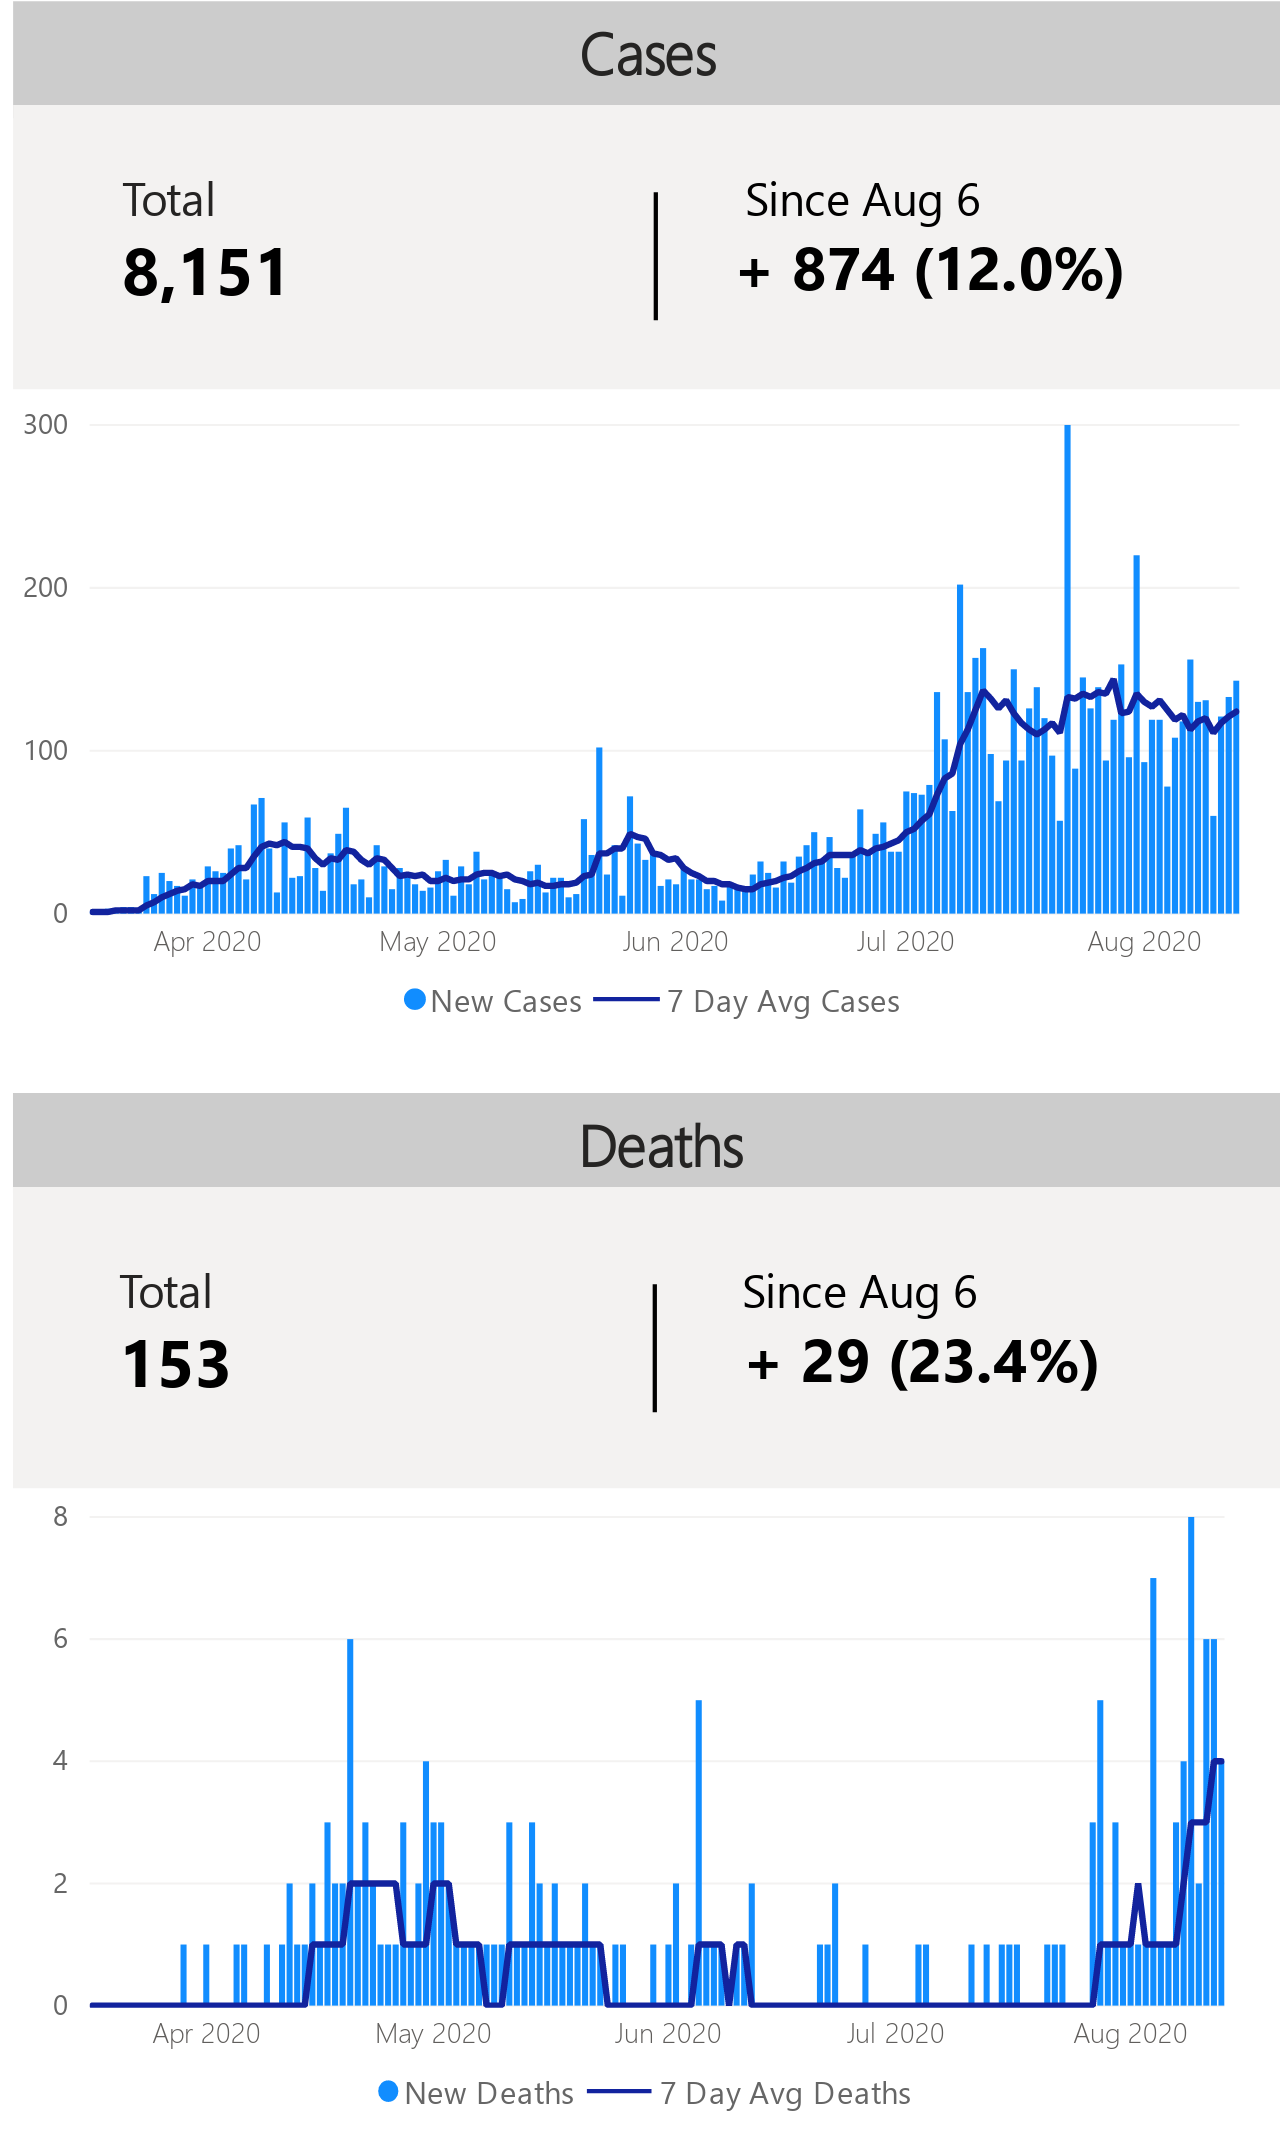 Cases
Total
Since Aug 6
8,151
+ 874 (12.0%)
300
200
100
0
Apr 2020 May 2020 Jun 2020 Jul 2020 Aug 2020
New Cases 7 Day Avg Cases
Deaths
Total
Since Aug 6
153
+ 29 (23.4%)
8
6
4
2
0
Apr 2020 May 2020 Jun 2020 Jul 2020 Aug 2020
New Deaths 7 Day Avg Deaths